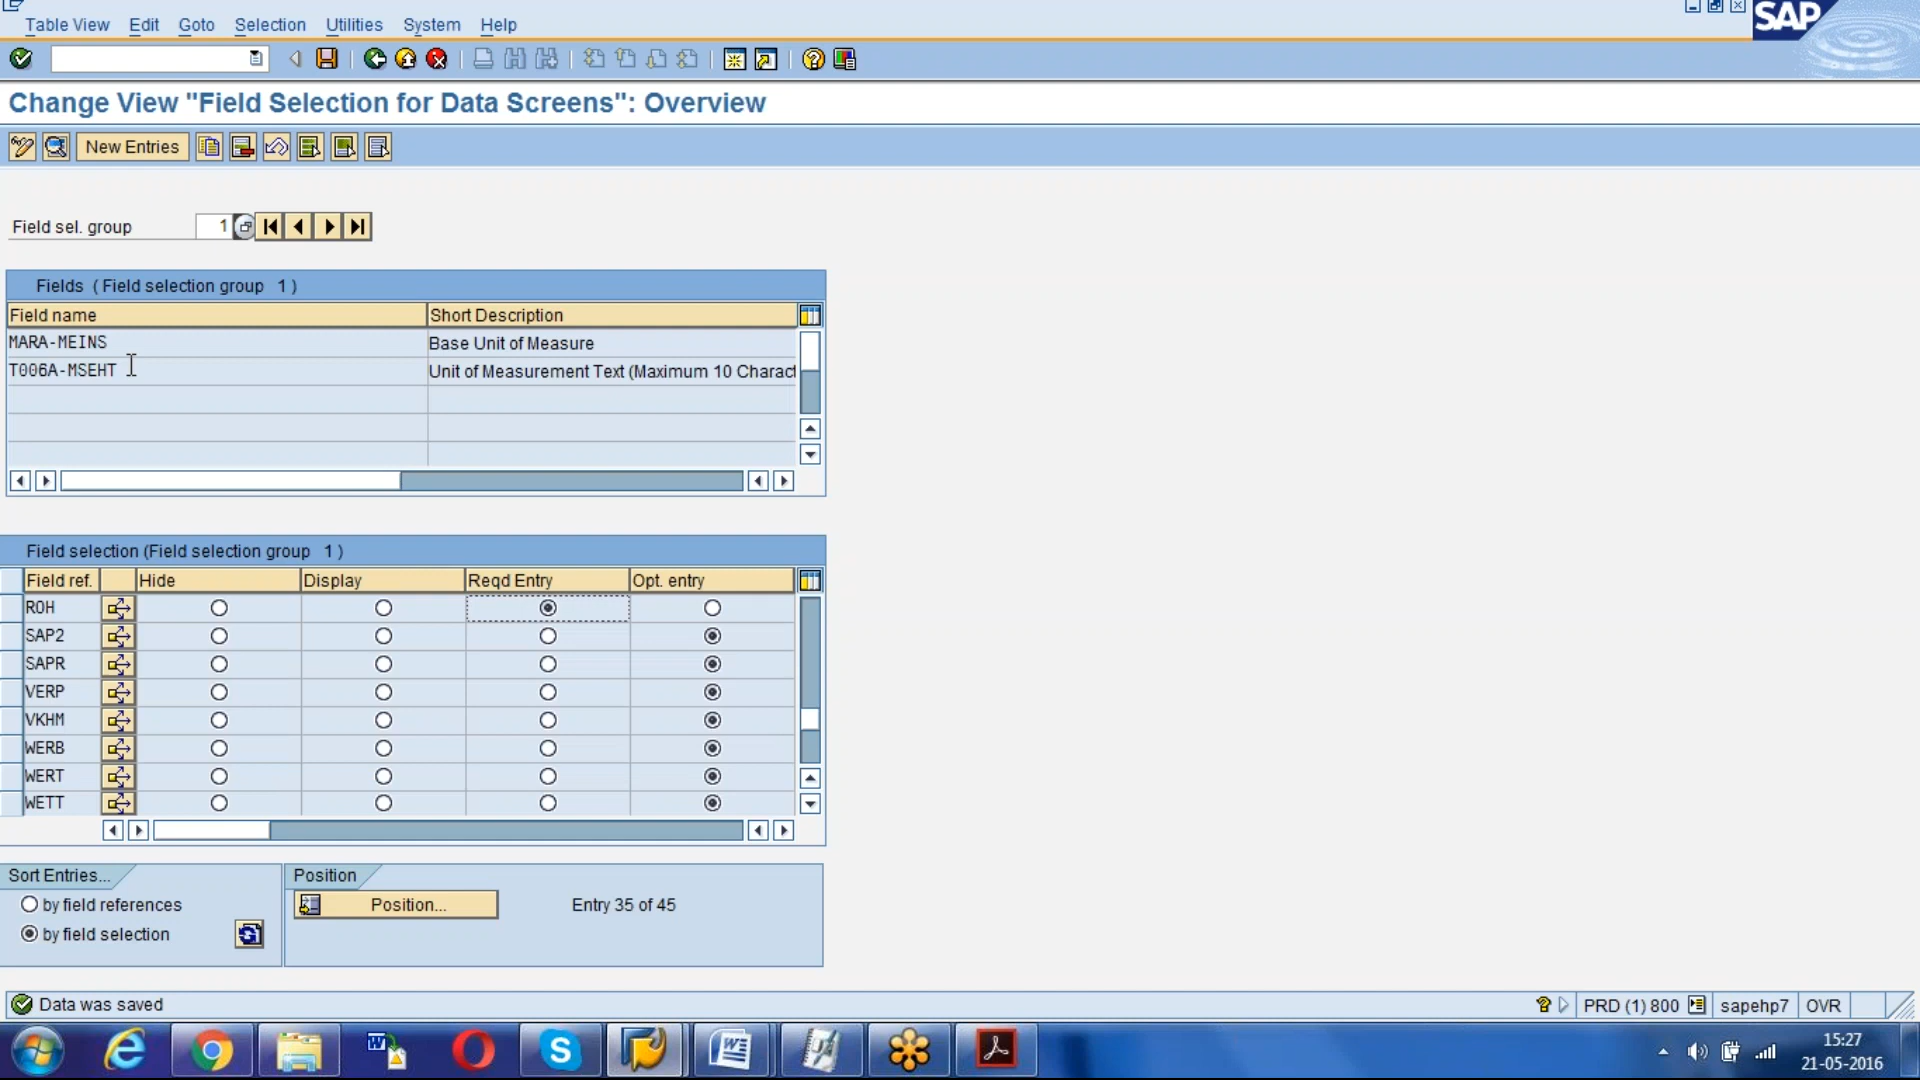 Table View Edit Goto Selection Utilities System Help
SAP
Change View "Field Selection for Data Screens": Overview
New Entries
Field sel. group 1
Fields ( Field selection group 1 )
Field name Short Description
MARA-MEINS Base Unit of Measure
T006A-MSEHT Unit of Measurement Text (Maximum 10 Charact
Field selection (Field selection group 1 )
Field ref. Hide Display Reqd Entry Opt. entry
ROH
SAP2
SAPR
VERP
VKHM
WERB
WERT
WETT
Sort Entries... Position
by field references Position... Entry 35 of 45
by field selection
Data was saved PRD (1) 800 sapehp7 OVR
15:27
21-05-2016